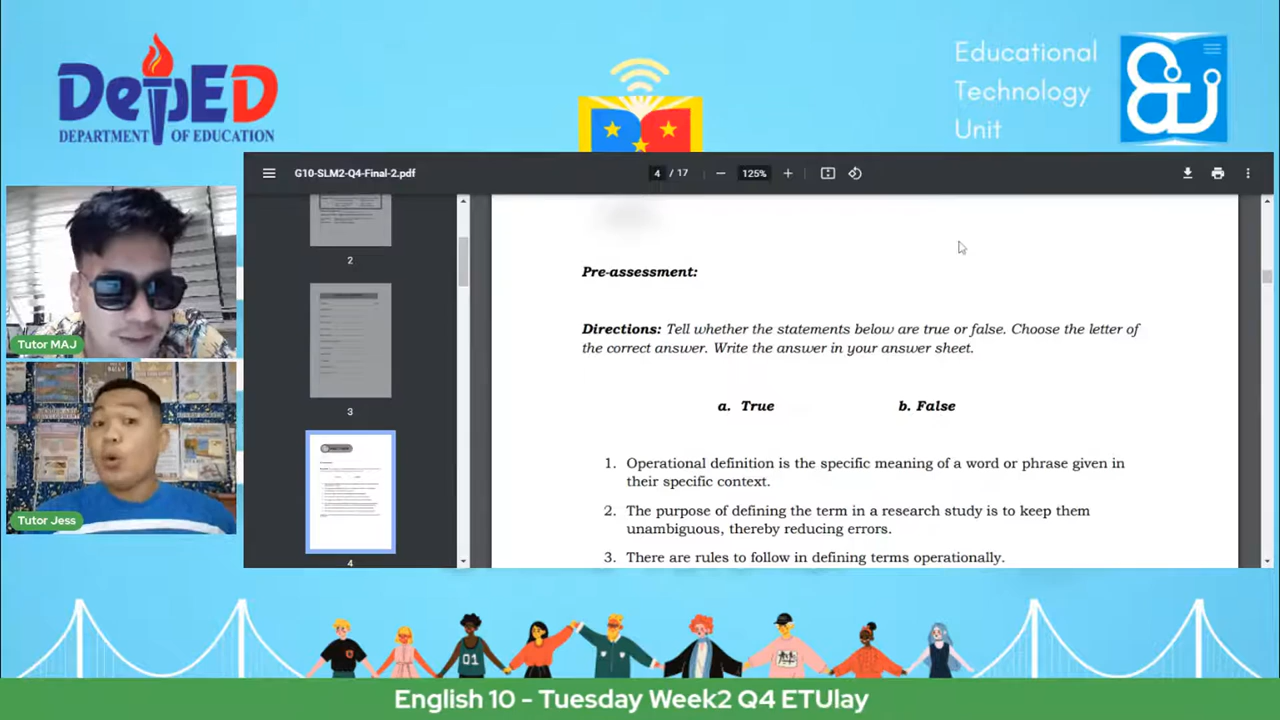 DepED
DEPARTMENT OF EDUCATION
Educational
Technology
Unit
G10-SLM2-Q4-Final-2.pdf
4 / 17
125%
2
3
4
Tutor MAJ
Tutor Jess
Pre-assessment:
Directions: Tell whether the statements below are true or false. Choose the letter of
the correct answer. Write the answer in your answer sheet.
a. True b. False
1. Operational definition is the specific meaning of a word or phrase given in
their specific context.
2. The purpose of defining the term in a research study is to keep them
unambiguous, thereby reducing errors.
3. There are rules to follow in defining terms operationally.
01
English 10 - Tuesday Week2 Q4 ETUlay